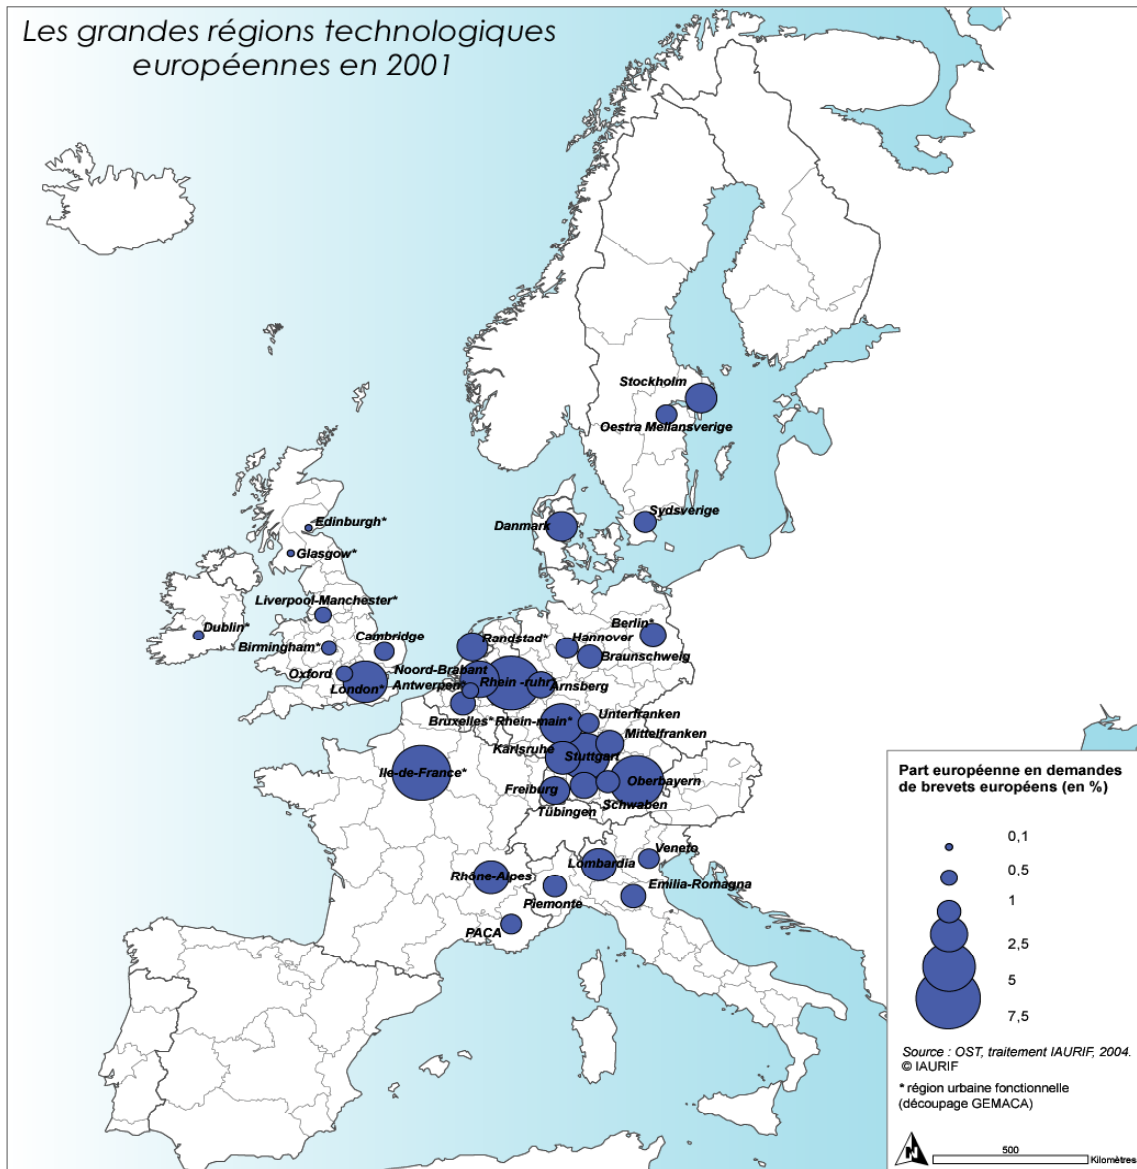 Les grandes régions technologiques
européennes en 2001
Stockholm
Oestra Mellansverige
Sydsverige
Danmark
Edinburgh*
Glasgow*
Liverpool-Manchester*
Dublin*
Birmingham*
Cambridge
Oxford
London*
Randstad*
Noord-Brabant
Antwerpen*
Bruxelles*
Rhein -ruhr*
Arnsberg
Hannover
Berlin*
Braunschweig
Rhein-main*
Unterfranken
Mittelfranken
Karlsruhe
Stuttgart
Oberbayern
Freiburg
Schwaben
Tübingen
Ile-de-France*
Rhône-Alpes
PACA
Piemonte
Lombardia
Veneto
Emilia-Romagna
Part européenne en demandes
de brevets européens (en %)
0,1
0,5
1
2,5
5
7,5
Source : OST, traitement IAURIF, 2004.
© IAURIF
* région urbaine fonctionnelle
(découpage GEMACA)
N
500
Kilomètres